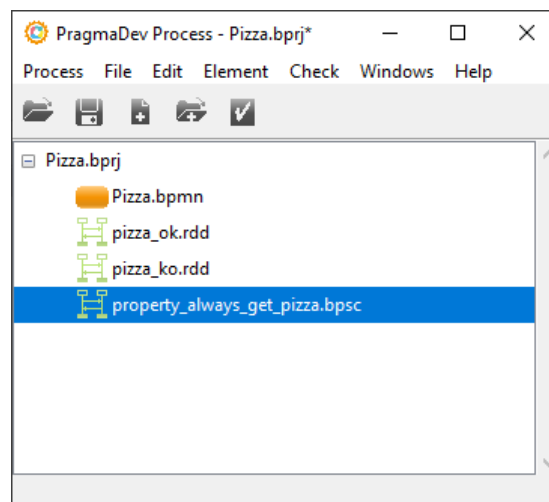 PragmaDev Process - Pizza.bprj*
Process File Edit Element Check Windows Help
Pizza.bprj
Pizza.bpmn
pizza_ok.rdd
pizza_ko.rdd
property_always_get_pizza.bpsc